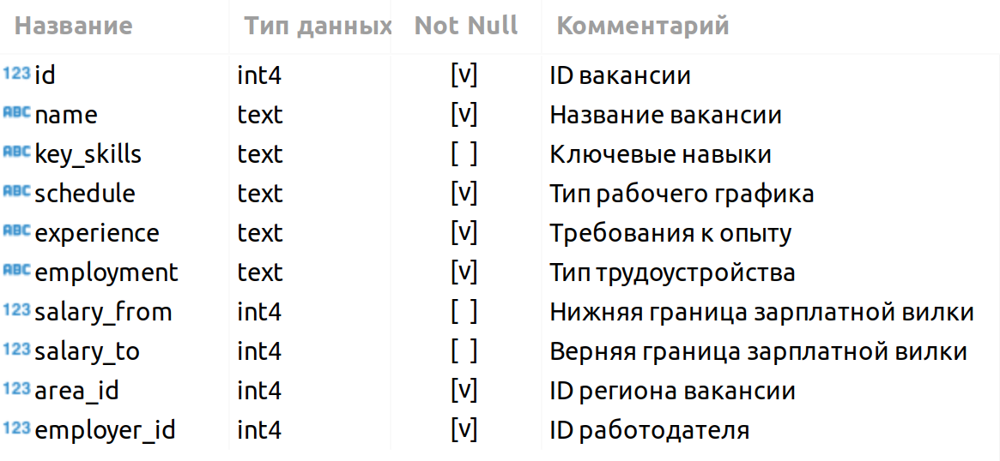 Название Тип данных Not Null Комментарий
123 id int4 [v] ID вакансии
ABC name text [v] Название вакансии
ABC key_skills text [ ] Ключевые навыки
ABC schedule text [v] Тип рабочего графика
ABC experience text [v] Требования к опыту
ABC employment text [v] Тип трудоустройства
123 salary_from int4 [ ] Нижняя граница зарплатной вилки
123 salary_to int4 [ ] Верняя граница зарплатной вилки
123 area_id int4 [v] ID региона вакансии
123 employer_id int4 [v] ID работодателя